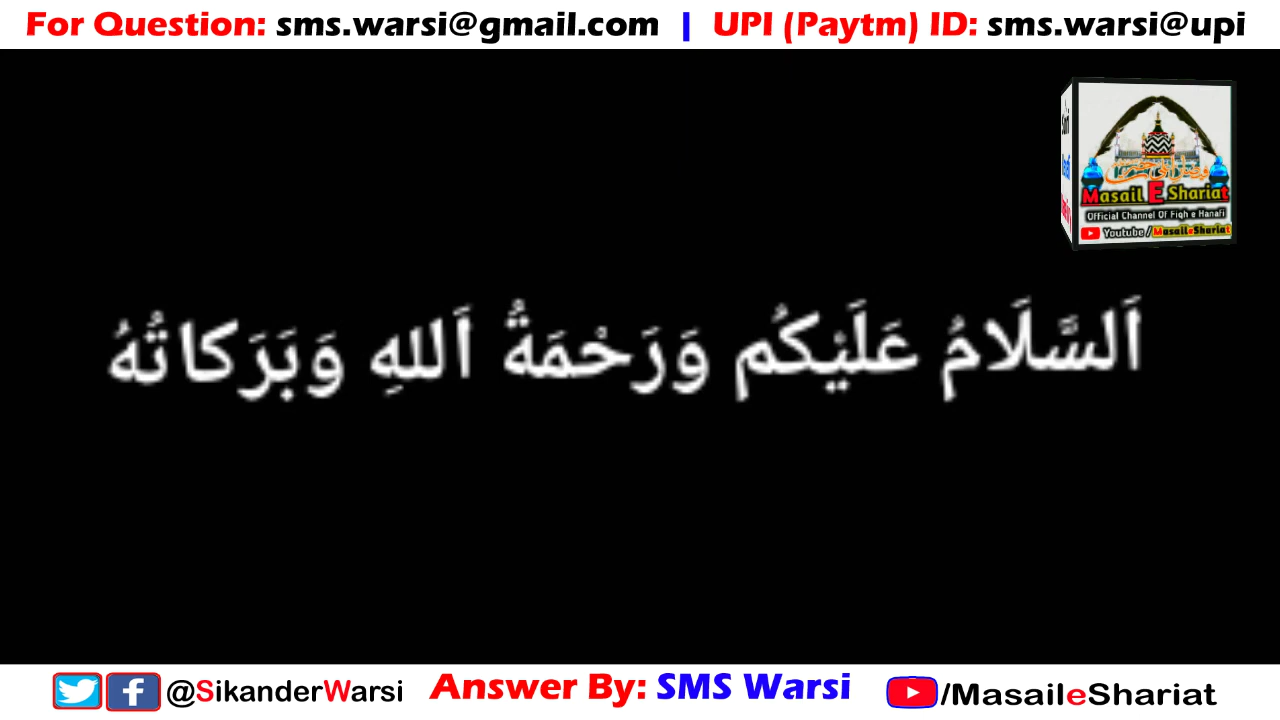 For Question: sms.warsi@gmail.com | UPI (Paytm) ID: sms.warsi@upi
Masail E Shariat
Official Channel Of Fiqh e Hanafi
Youtube / MasaileShariat
اَلسَّلَامُ عَلَيْكُم وَرَحْمَةُ اَللهِ وَبَرَكاتُهُ
@SikanderWarsi Answer By: SMS Warsi /MasaileShariat